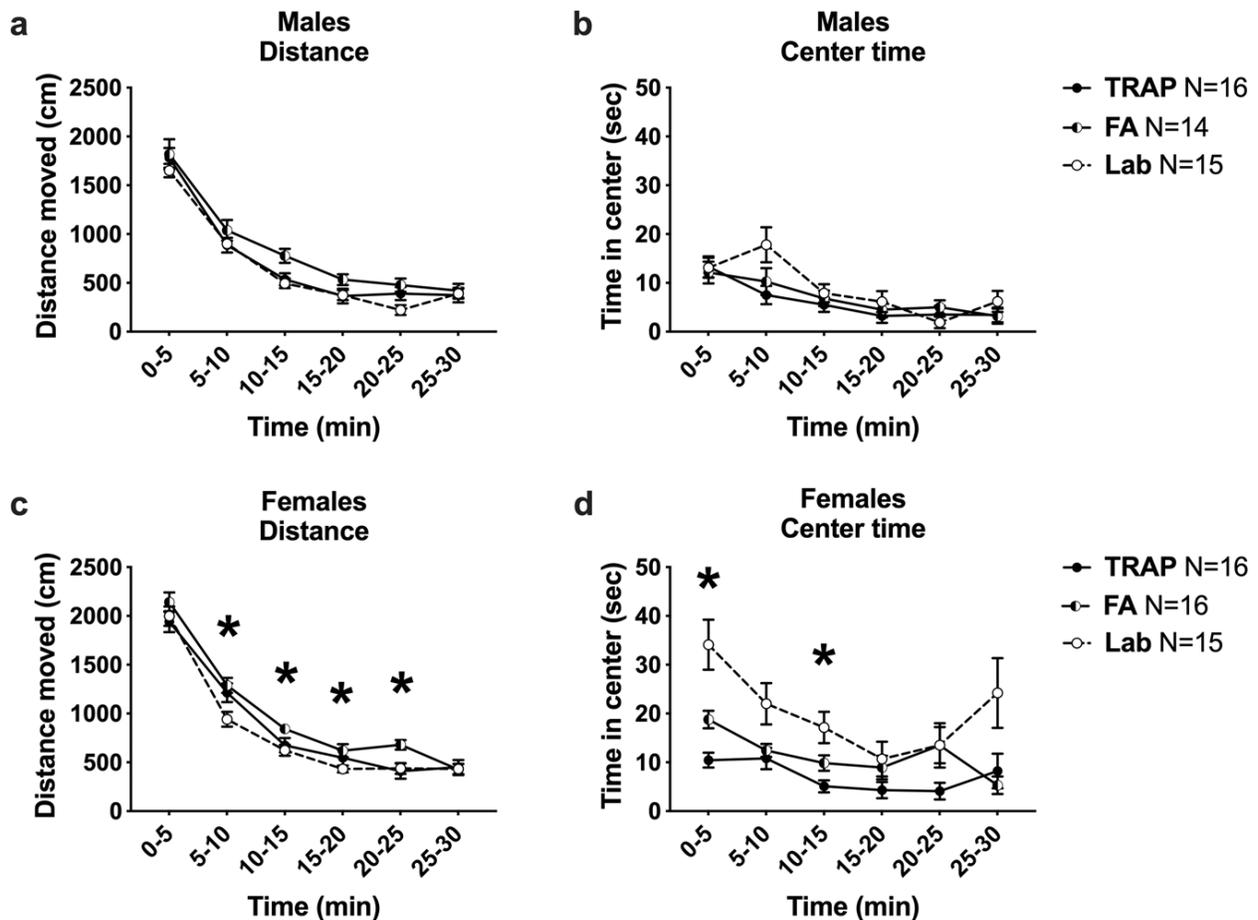 a
Males
Distance
Distance moved (cm)
2500
2000
1500
1000
500
0
0-5
5-10
10-15
15-20
20-25
25-30
Time (min)
b
Males
Center time
Time in center (sec)
50
40
30
20
10
0
0-5
5-10
10-15
15-20
20-25
25-30
Time (min)
TRAP N=16
FA N=14
Lab N=15
c
Females
Distance
Distance moved (cm)
2500
2000
1500
1000
500
0
*
*
*
*
0-5
5-10
10-15
15-20
20-25
25-30
Time (min)
d
Females
Center time
Time in center (sec)
50
40
30
20
10
0
*
*
0-5
5-10
10-15
15-20
20-25
25-30
Time (min)
TRAP N=16
FA N=16
Lab N=15